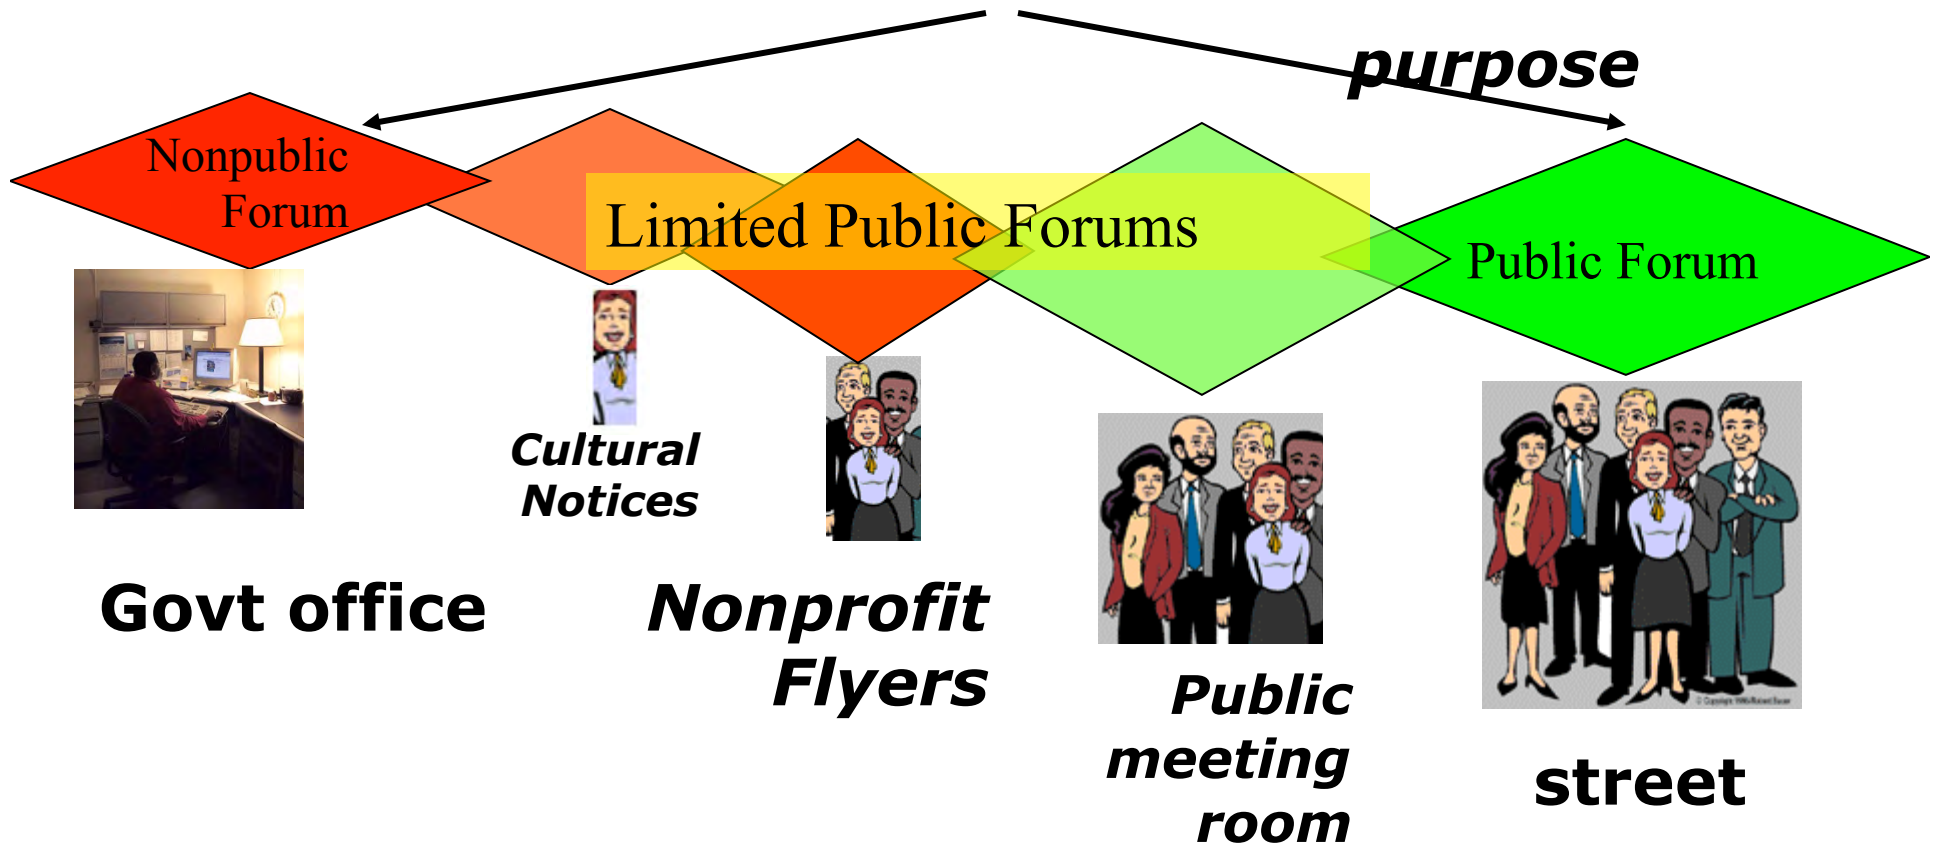 purpose
Nonpublic
Forum
Limited Public Forums
Public Forum
Cultural
Notices
Govt office
Nonprofit
Flyers
Public
meeting
room
street